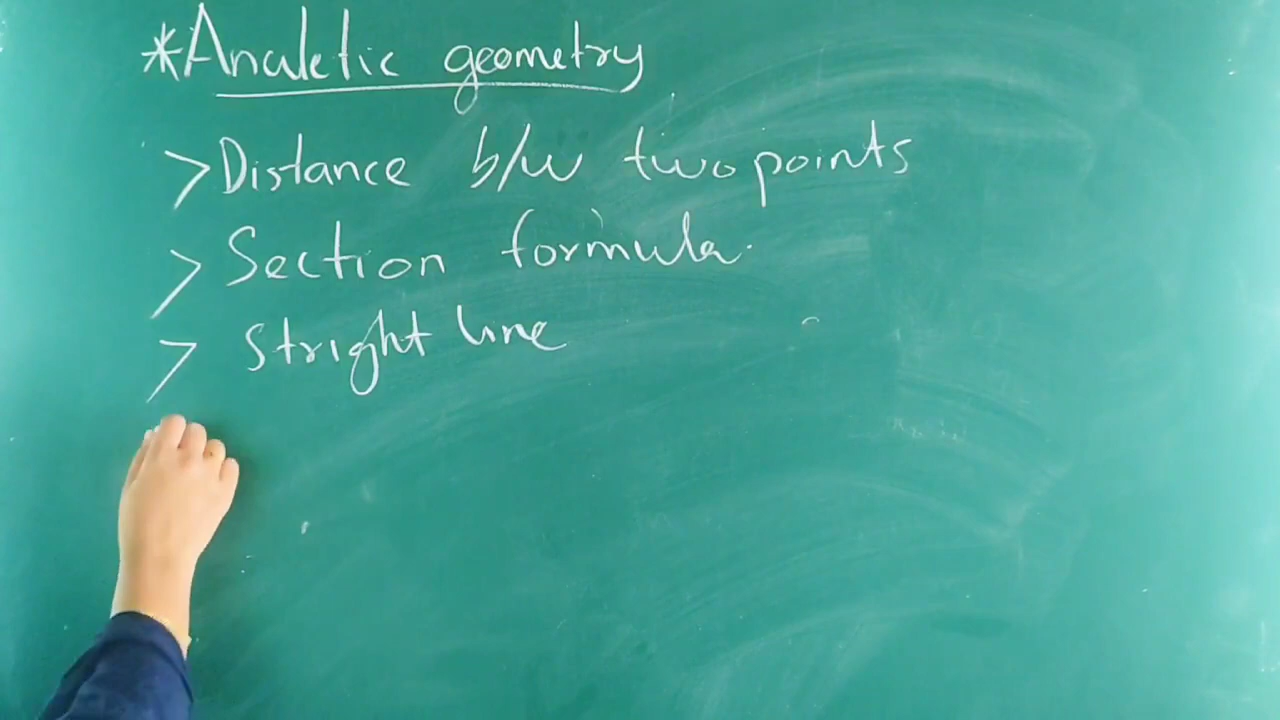 *Analetic geometry
> Distance b/w two points
> Section formula.
> Stright line